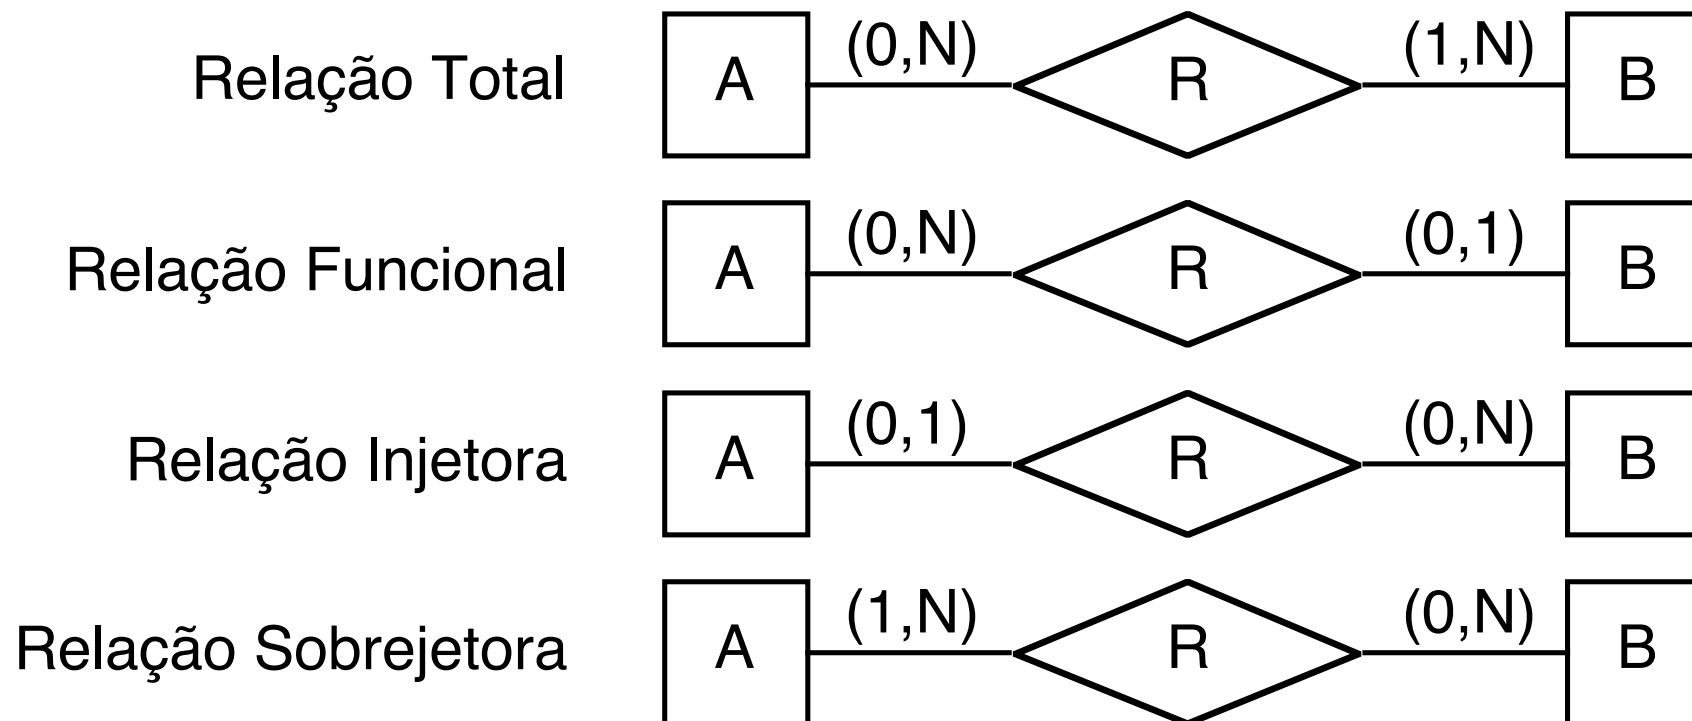 Relação Total A (0,N) R (1,N) B
Relação Funcional A (0,N) R (0,1) B
Relação Injetora A (0,1) R (0,N) B
Relação Sobrejetora A (1,N) R (0,N) B